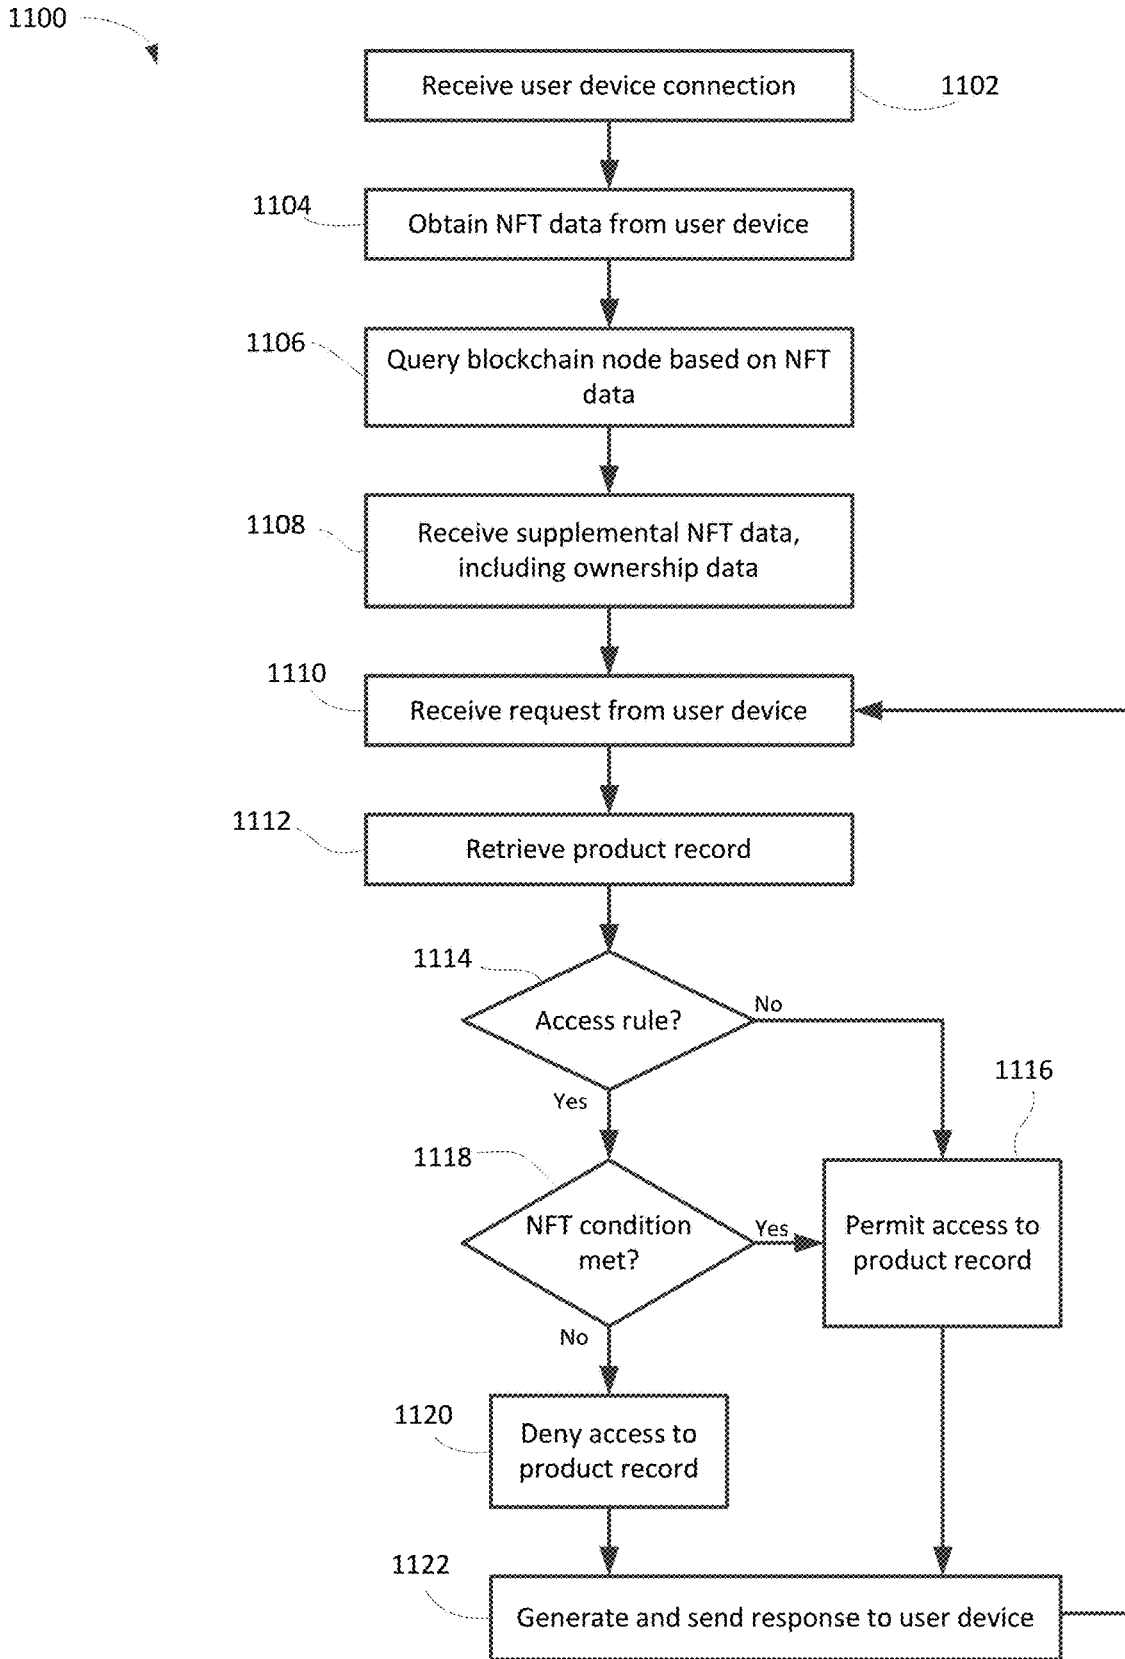 1100
Receive user device connection
1102
1104
Obtain NFT data from user device
1106
Query blockchain node based on NFT
data
1108
Receive supplemental NFT data,
including ownership data
1110
Receive request from user device
1112
Retrieve product record
1114
Access rule?
No
Yes
1116
1118
NFT condition
met?
Yes
Permit access to
product record
No
1120
Deny access to
product record
1122
Generate and send response to user device